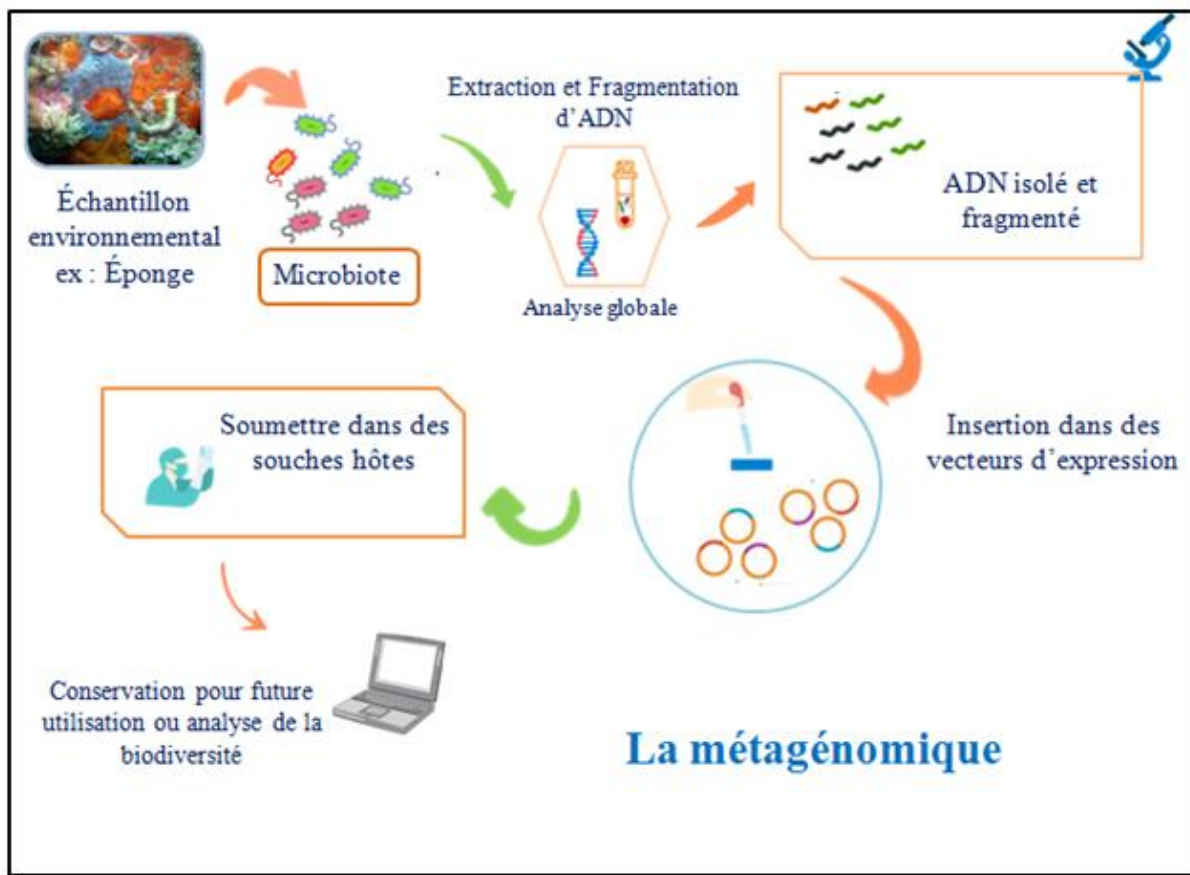 Échantillon
environnemental
ex : Éponge
Microbiote
Extraction et Fragmentation
d’ADN
Analyse globale
ADN isolé et
fragmenté
Insertion dans des
vecteurs d’expression
Soumettre dans des
souches hôtes
Conservation pour future
utilisation ou analyse de la
biodiversité
La métagénomique